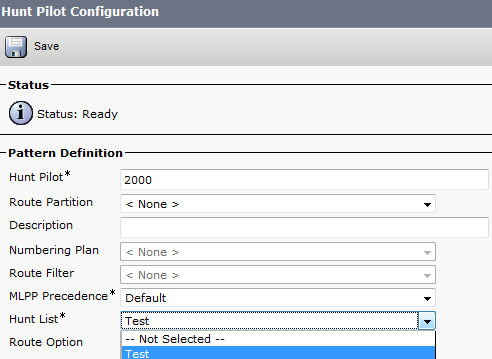 Hunt Pilot Configuration
Save
Status
Status: Ready
Pattern Definition
Hunt Pilot* 2000
Route Partition < None >
Description
Numbering Plan < None >
Route Filter < None >
MLPP Precedence* Default
Hunt List* Test
-- Not Selected --
Route Option Test